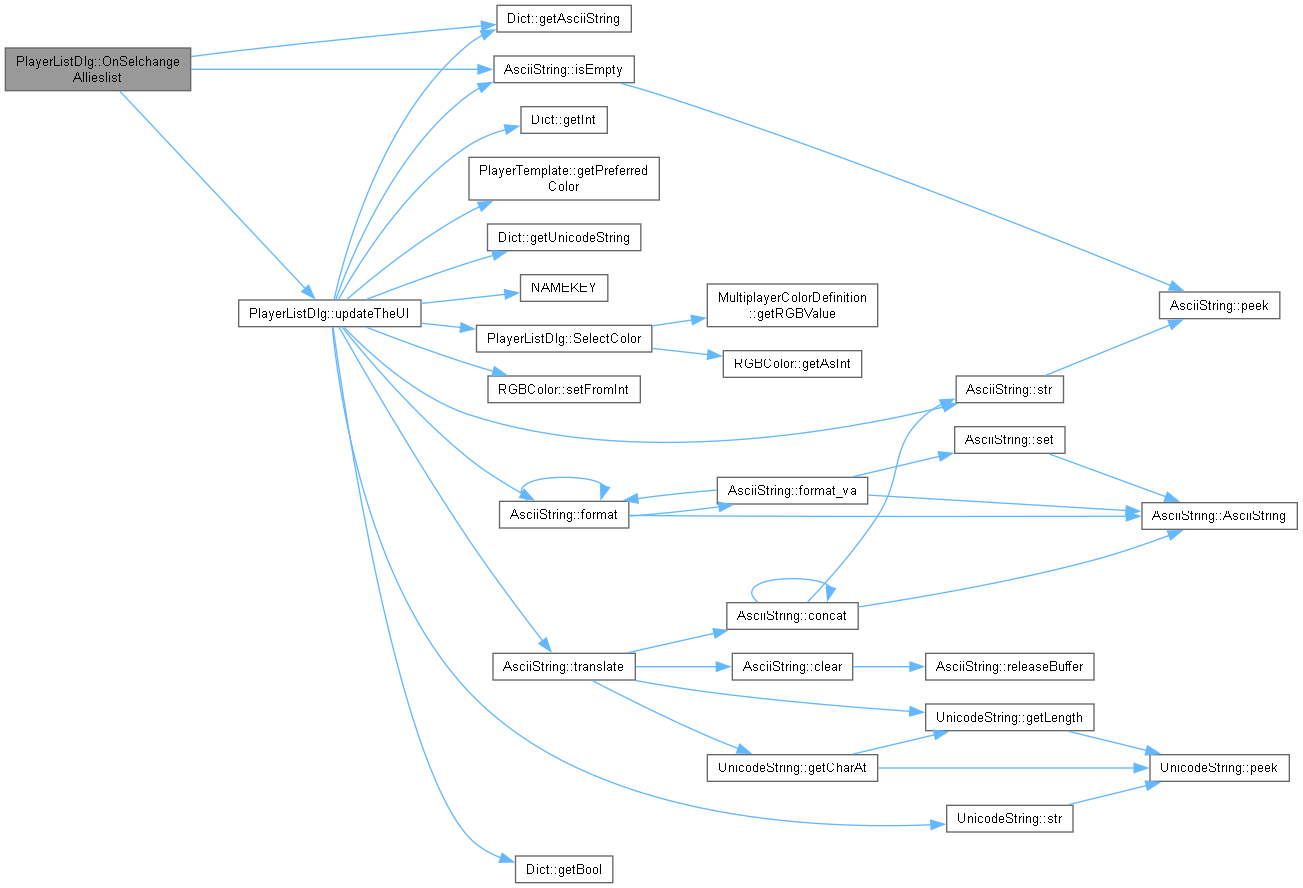 Dict::getAsciiString
PlayerListDlg::OnSelchange
Allieslist
AsciiString::isEmpty
Dict::getInt
PlayerTemplate::getPreferred
Color
Dict::getUnicodeString
NAMEKEY
MultiplayerColorDefinition
::getRGBValue
AsciiString::peek
PlayerListDlg::updateTheUI
PlayerListDlg::SelectColor
RGBColor::getAsInt
RGBColor::setFromInt
AsciiString::str
AsciiString::set
AsciiString::format_va
AsciiString::format
AsciiString::AsciiString
AsciiString::concat
AsciiString::translate
AsciiString::clear
AsciiString::releaseBuffer
UnicodeString::getLength
UnicodeString::getCharAt
UnicodeString::peek
UnicodeString::str
Dict::getBool